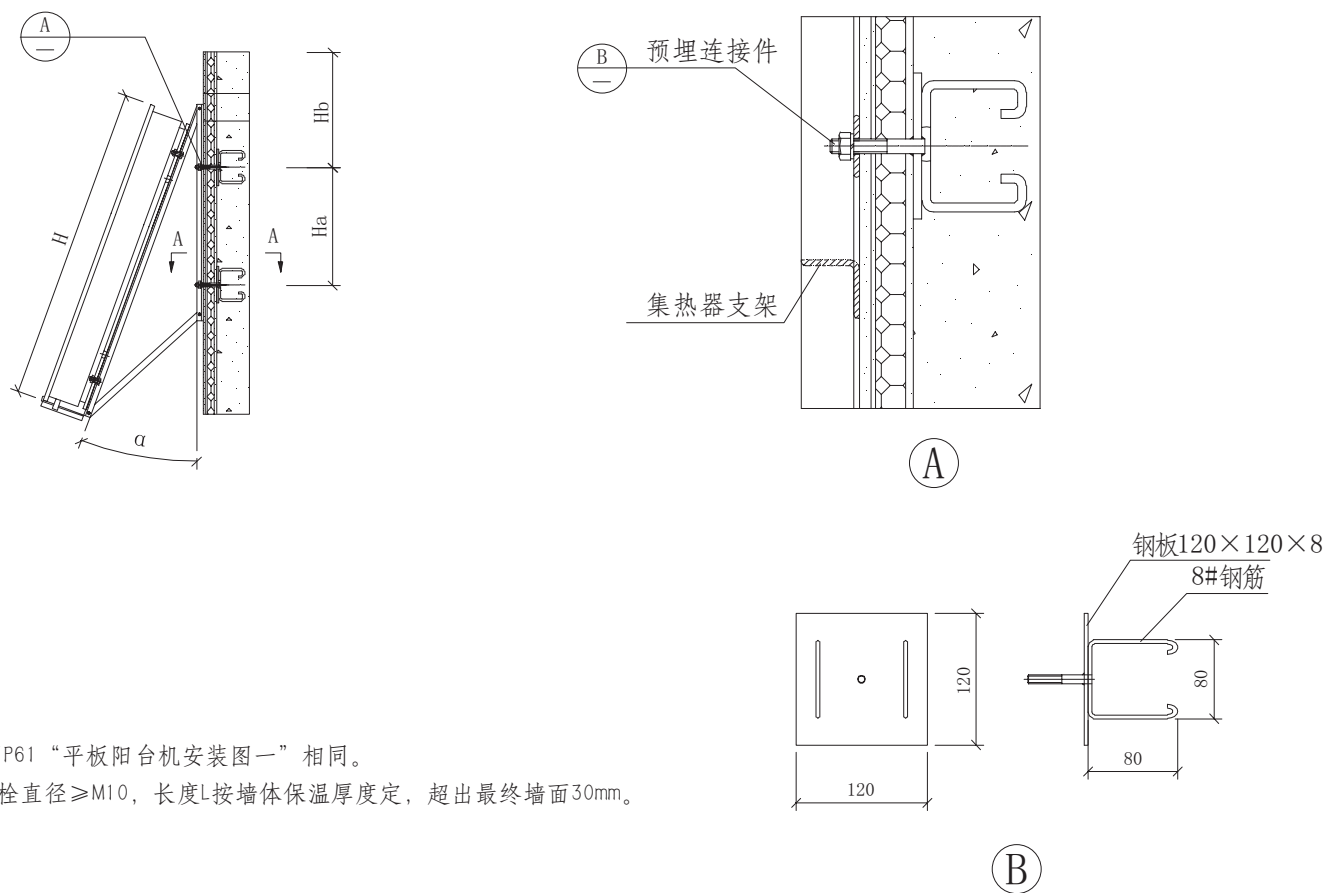 A
—
H
Hb
Ha
A
A
α
B
—
预埋连接件
集热器支架
A
钢板120×120×8
8#钢筋
120
120
80
80
B
P61“平板阳台机安装图一”相同。
栓直径≥M10，长度L按墙体保温厚度定，超出最终墙面30mm。